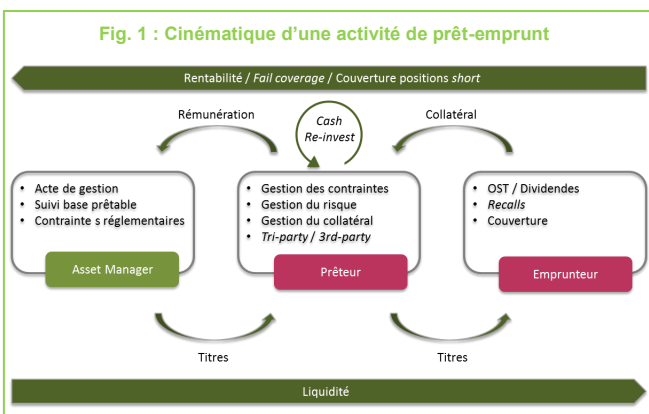 Fig. 1 : Cinématique d’une activité de prêt-emprunt
Rentabilité / Fail coverage / Couverture positions short
Rémunération
Cash
Re-invest
Collatéral
• Acte de gestion
• Suivi base prêtable
• Contrainte s réglementaires
Asset Manager
• Gestion des contraintes
• Gestion du risque
• Gestion du collatéral
• Tri-party / 3rd-party
Prêteur
• OST / Dividendes
• Recalls
• Couverture
Emprunteur
Titres
Titres
Liquidité